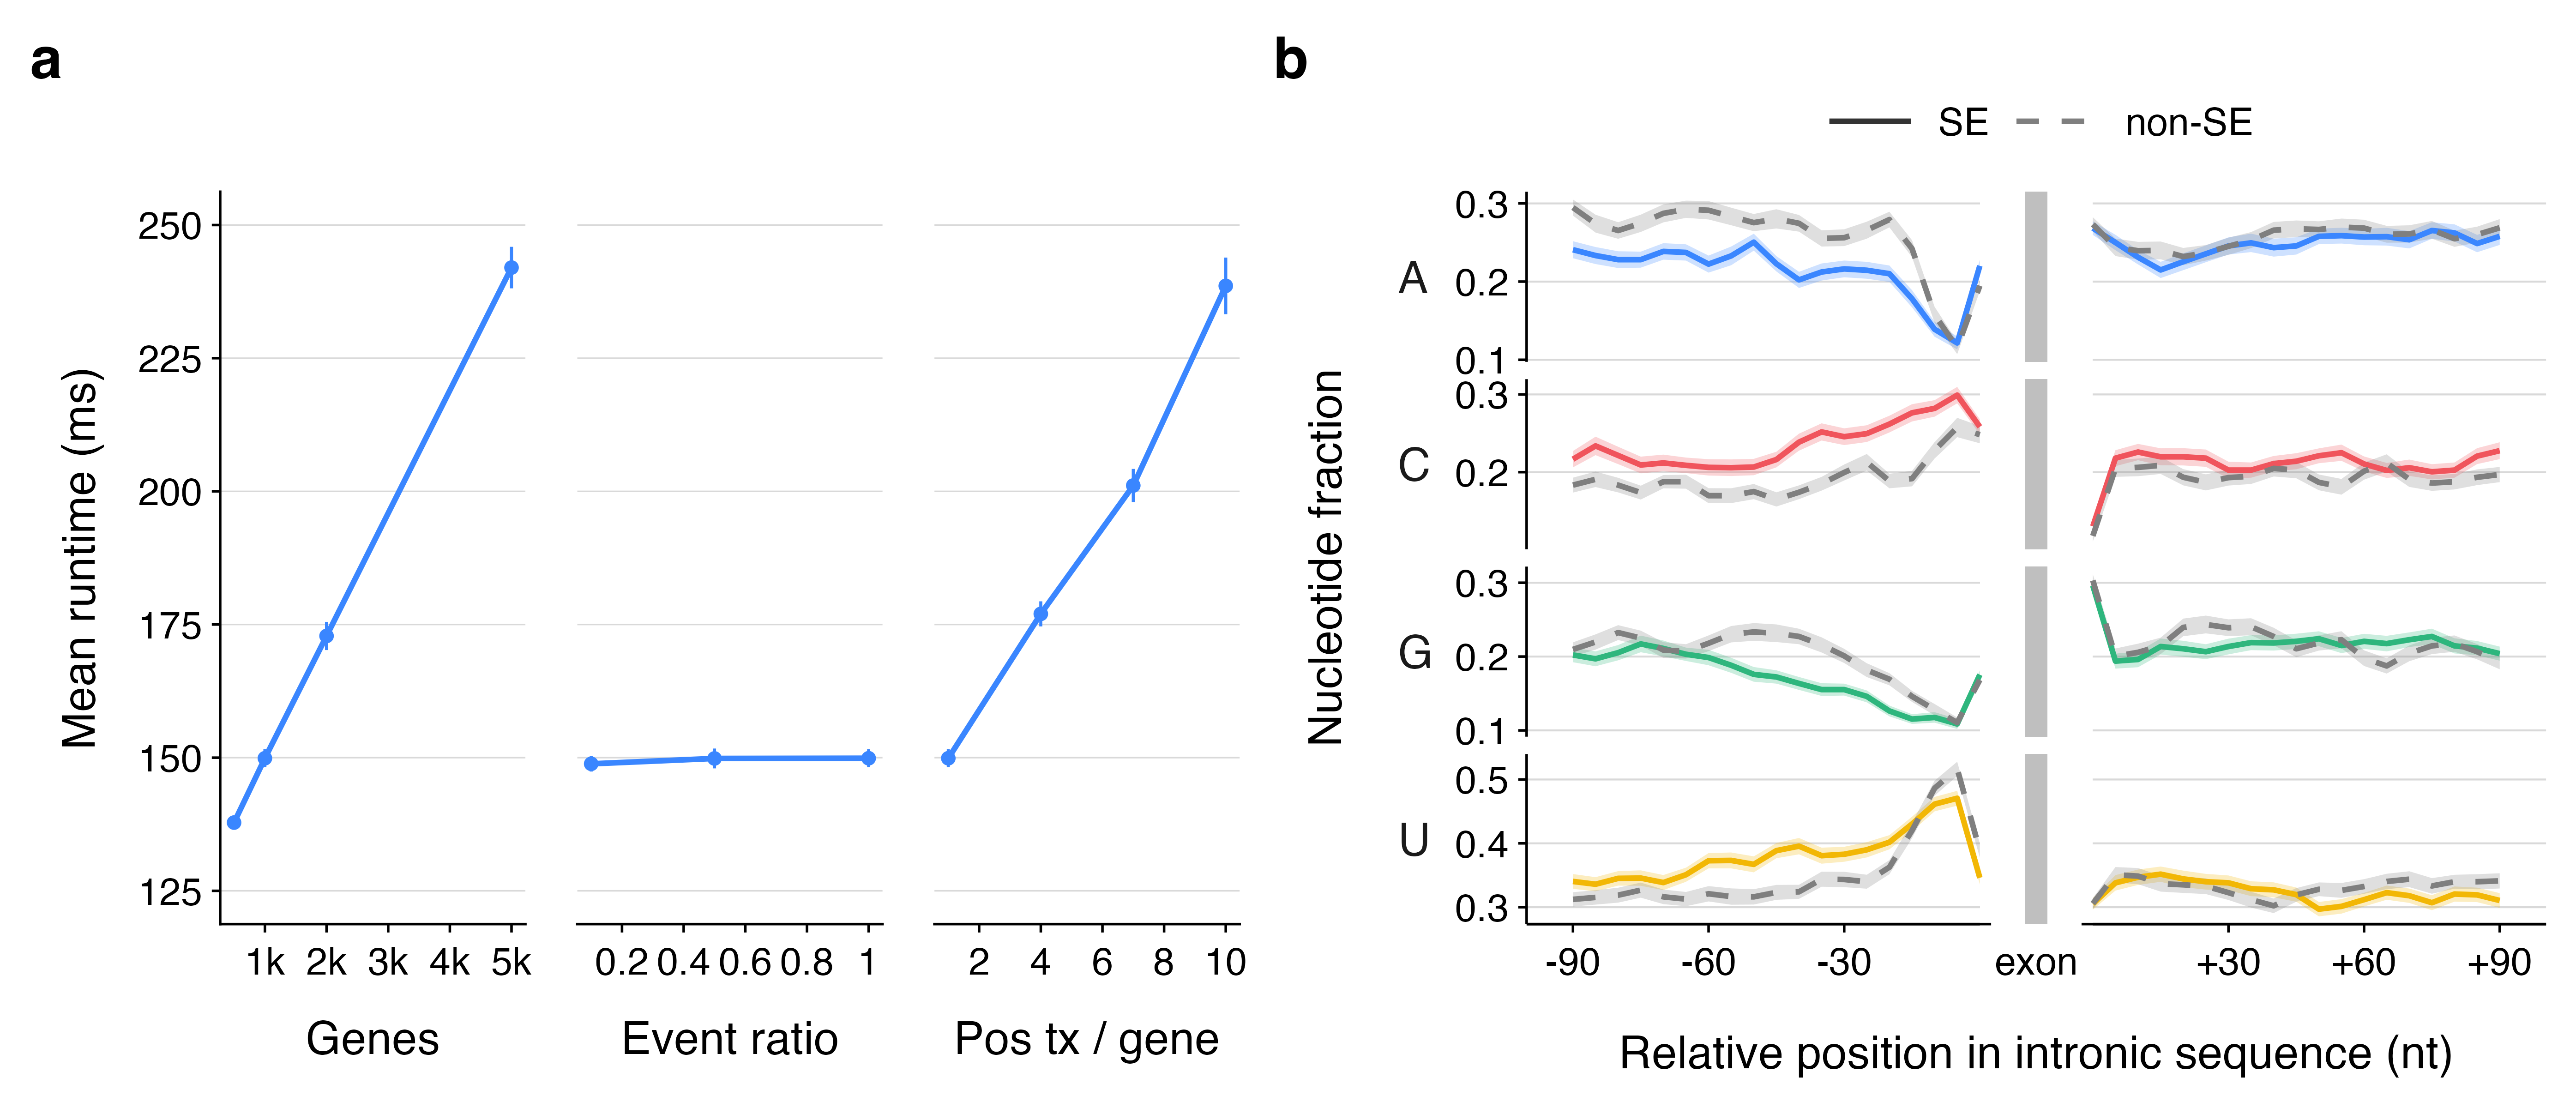 a
Mean runtime (ms)
250
225
200
175
150
125
1k 2k 3k 4k 5k
0.2 0.4 0.6 0.8 1
2 4 6 8 10
Genes
Event ratio
Pos tx / gene
b
SE non-SE
Nucleotide fraction
A
0.3
0.2
0.1
C
0.3
0.2
G
0.3
0.2
0.1
U
0.5
0.4
0.3
-90 -60 -30 exon +30 +60 +90
Relative position in intronic sequence (nt)